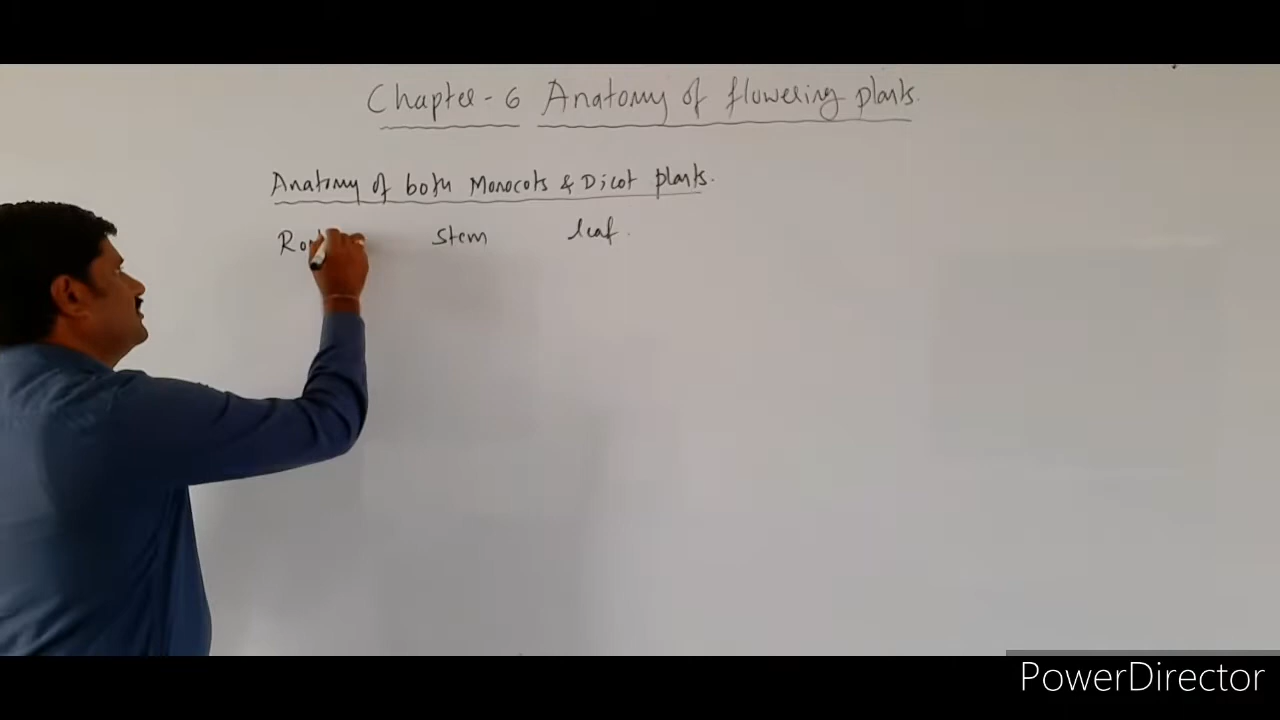 Chapter - 6 Anatomy of flowering plants.
Anatomy of both Monocots & Dicot plants.
Stem leaf.
PowerDirector